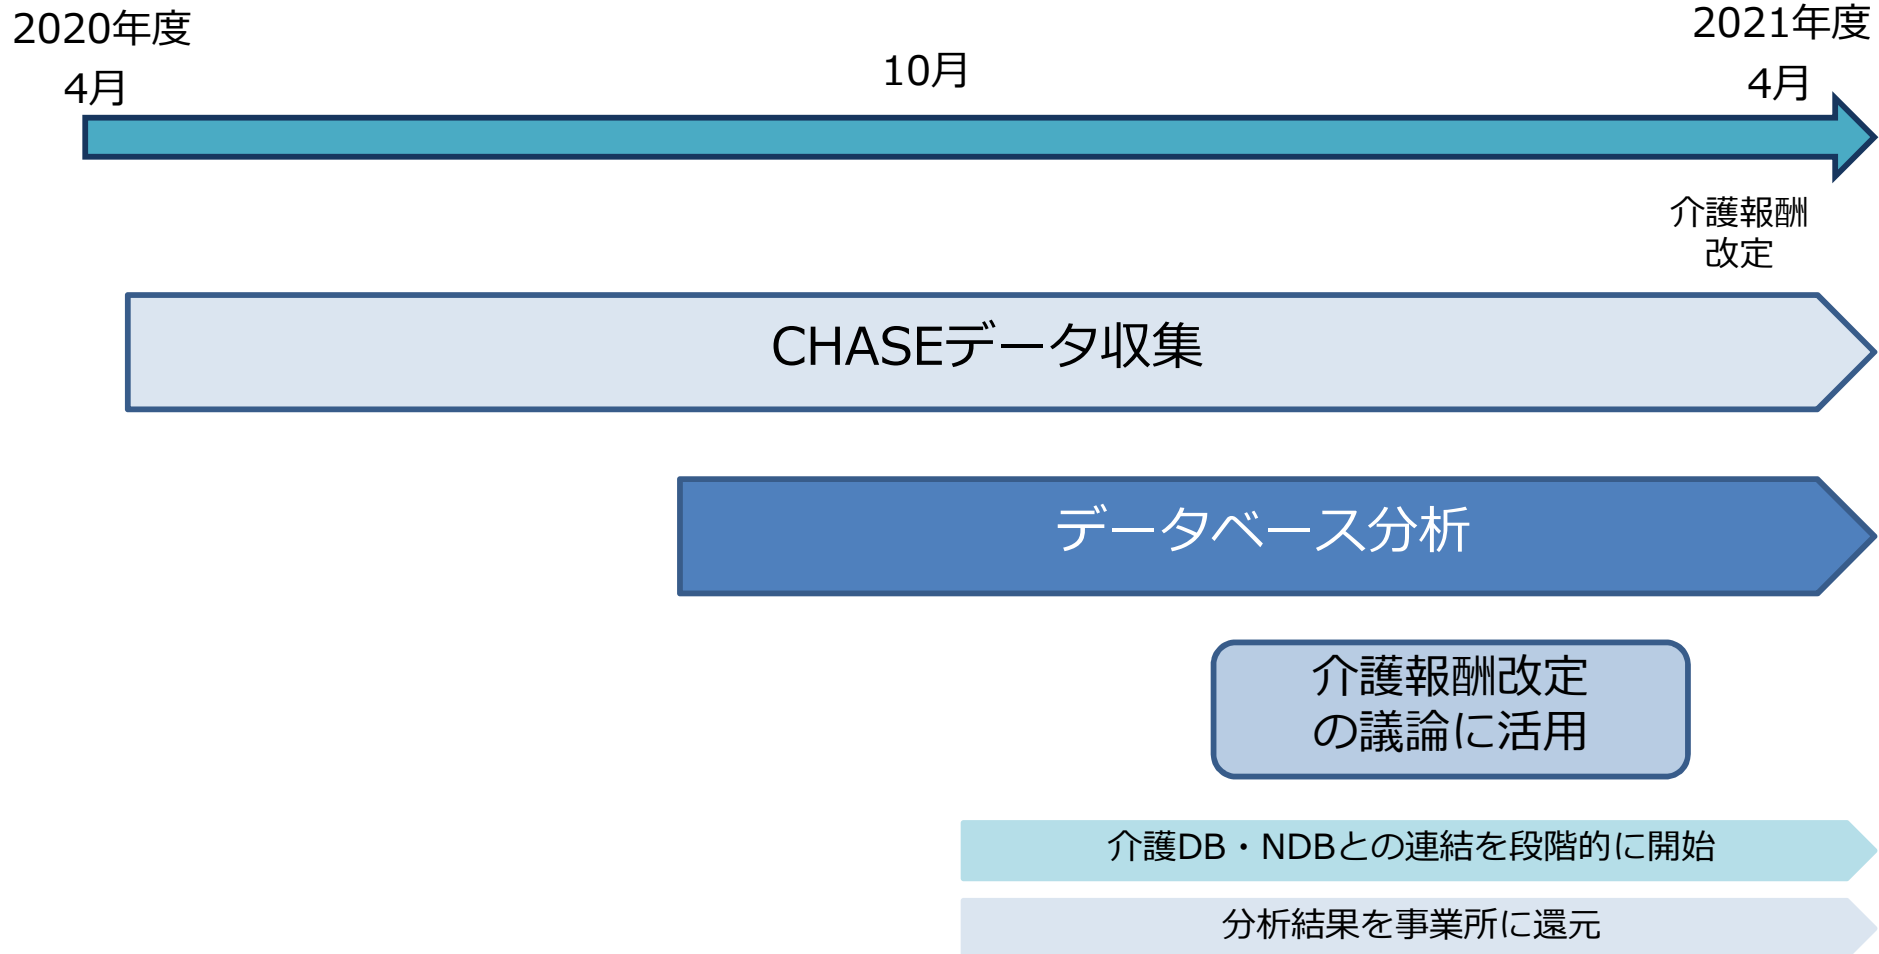 2020年度
4月
10月
2021年度
4月
介護報酬
改定
CHASEデータ収集
データベース分析
介護報酬改定
の議論に活用
介護DB・NDBとの連結を段階的に開始
分析結果を事業所に還元